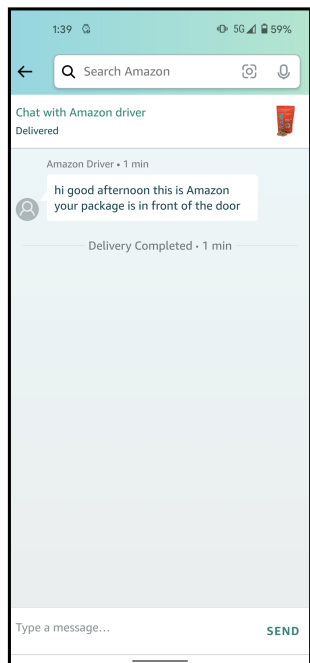 1:39 5G 59%
Search Amazon
Chat with Amazon driver
Delivered
Amazon Driver • 1 min
hi good afternoon this is Amazon
your package is in front of the door
Delivery Completed • 1 min
Type a message...
SEND